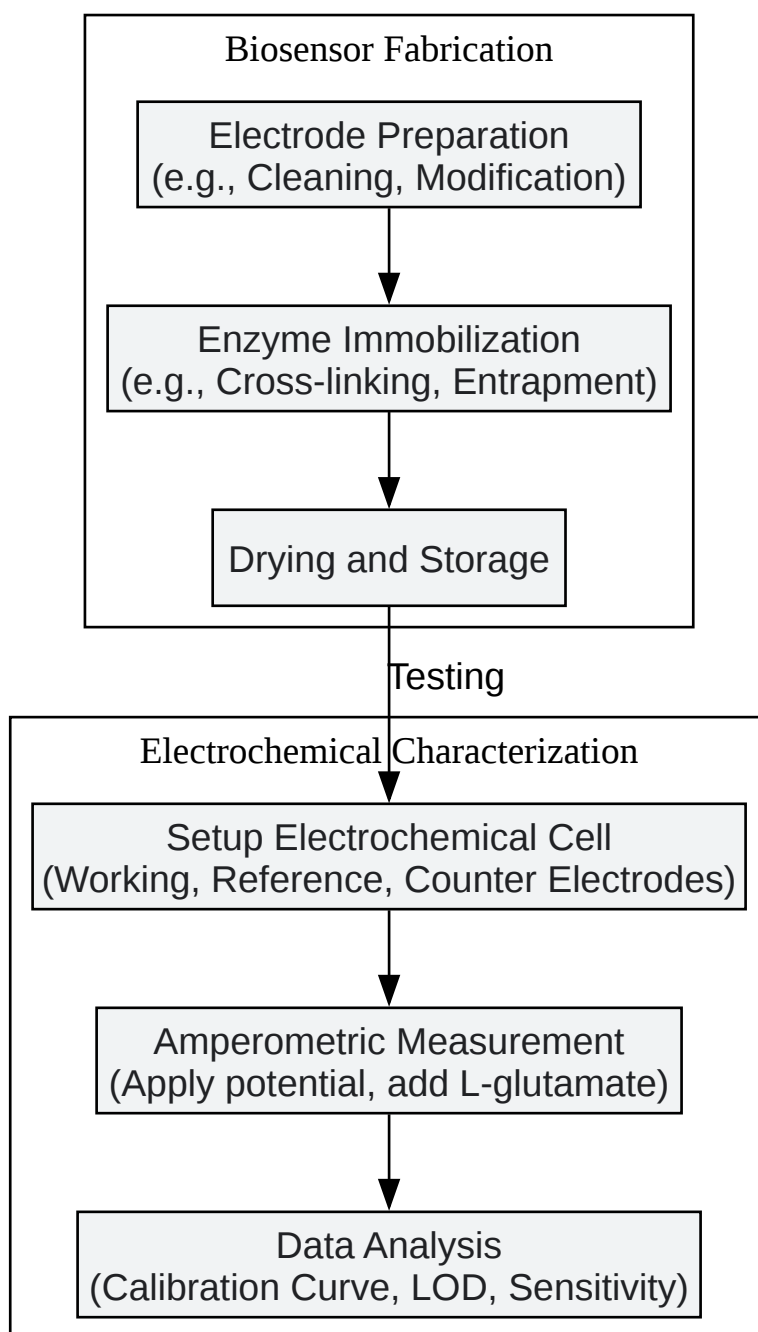 Biosensor Fabrication
Electrode Preparation
(e.g., Cleaning, Modification)
Enzyme Immobilization
(e.g., Cross-linking, Entrapment)
Drying and Storage
Testing
Electrochemical Characterization
Setup Electrochemical Cell
(Working, Reference, Counter Electrodes)
Amperometric Measurement
(Apply potential, add L-glutamate)
Data Analysis
(Calibration Curve, LOD, Sensitivity)